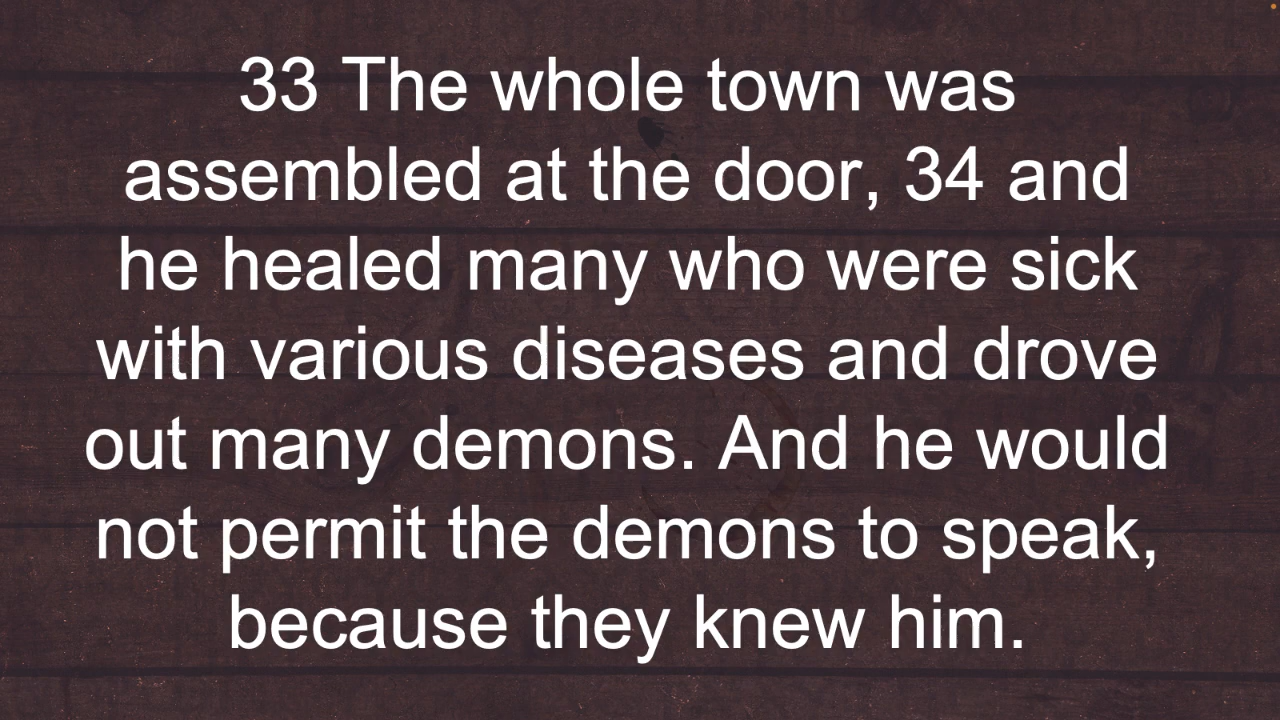 33 The whole town was
assembled at the door, 34 and
he healed many who were sick
with various diseases and drove
out many demons. And he would
not permit the demons to speak,
because they knew him.